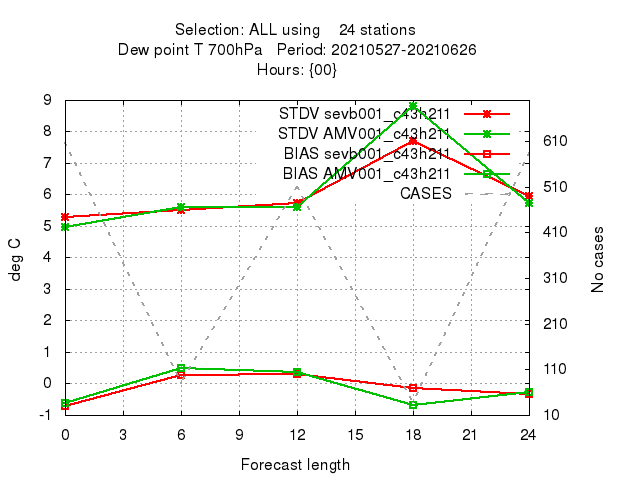 Selection: ALL using    24 stations
Dew point T 700hPa   Period: 20210527-20210626
Hours: {00}
STDV sevb001_c43h211
STDV AMV001_c43h211
BIAS sevb001_c43h211
BIAS AMV001_c43h211
CASES
9
8
7
6
5
4
3
2
1
0
-1
deg C
610
510
410
310
210
110
10
No cases
0 3 6 9 12 15 18 21 24
Forecast length